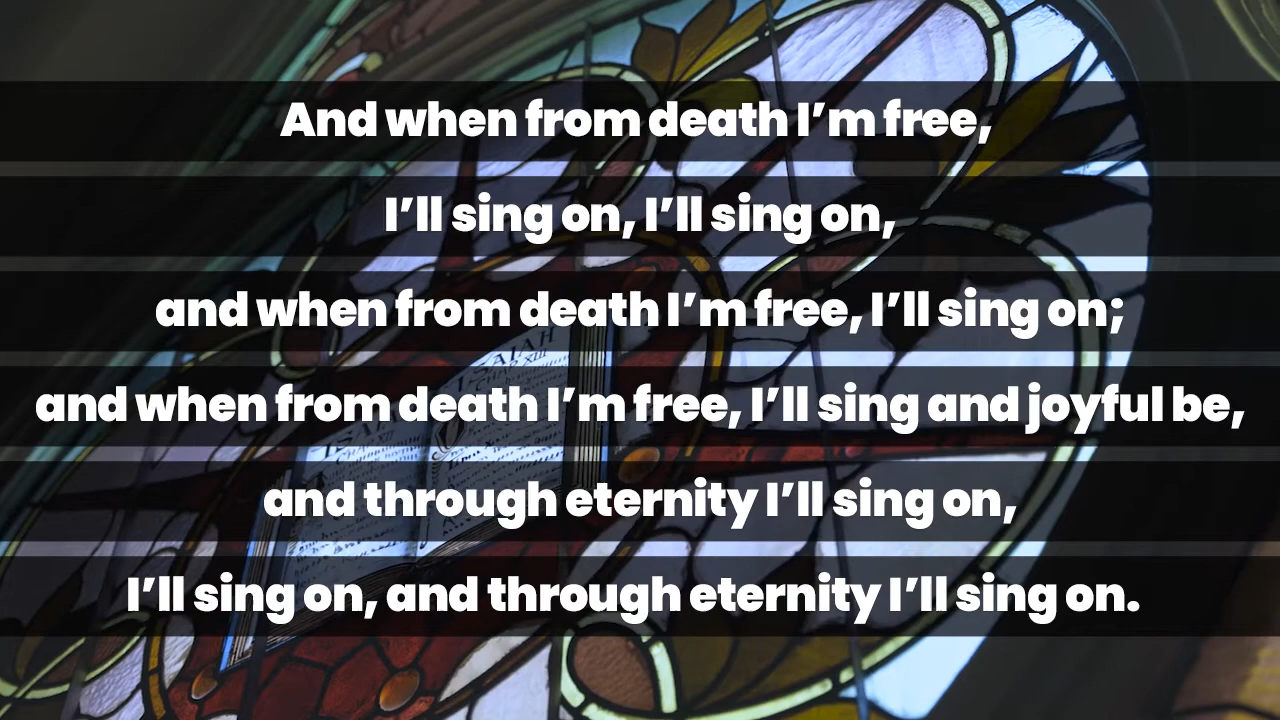 And when from death I’m free,
I’ll sing on, I’ll sing on,
and when from death I’m free, I’ll sing on;
and when from death I’m free, I’ll sing and joyful be,
and through eternity I’ll sing on,
I’ll sing on, and through eternity I’ll sing on.
ISAIAH